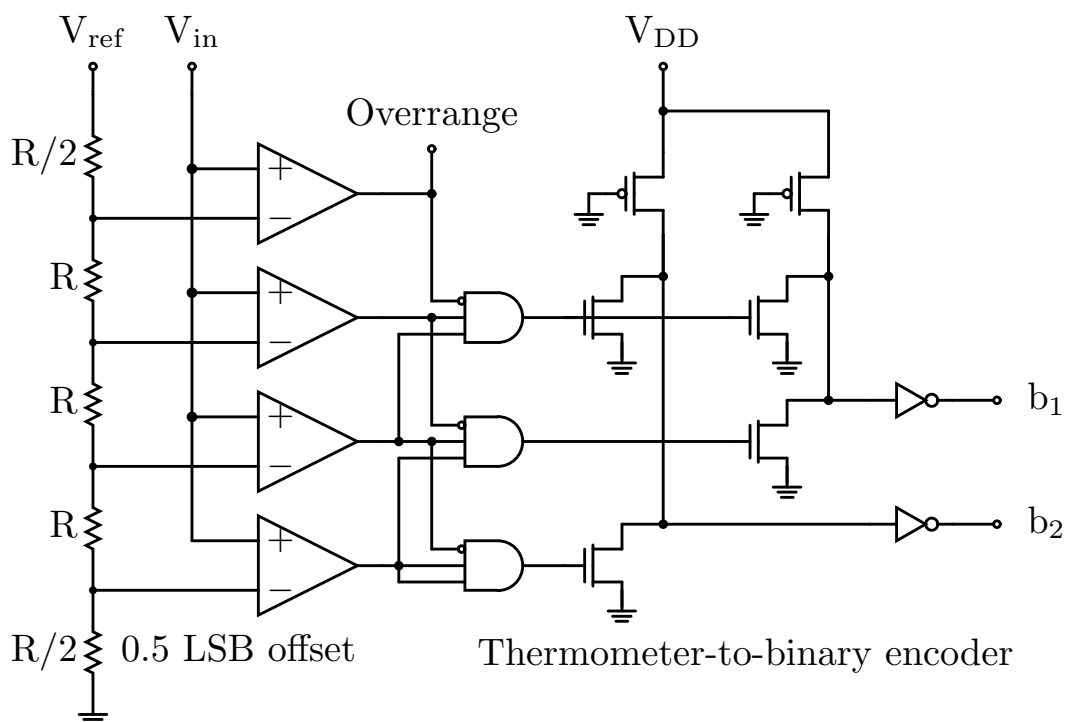 V_ref V_in V_DD
Overrange
R/2
+
−
R
+
−
R
+
−
b_1
R
+
−
b_2
R/2 0.5 LSB offset Thermometer-to-binary encoder